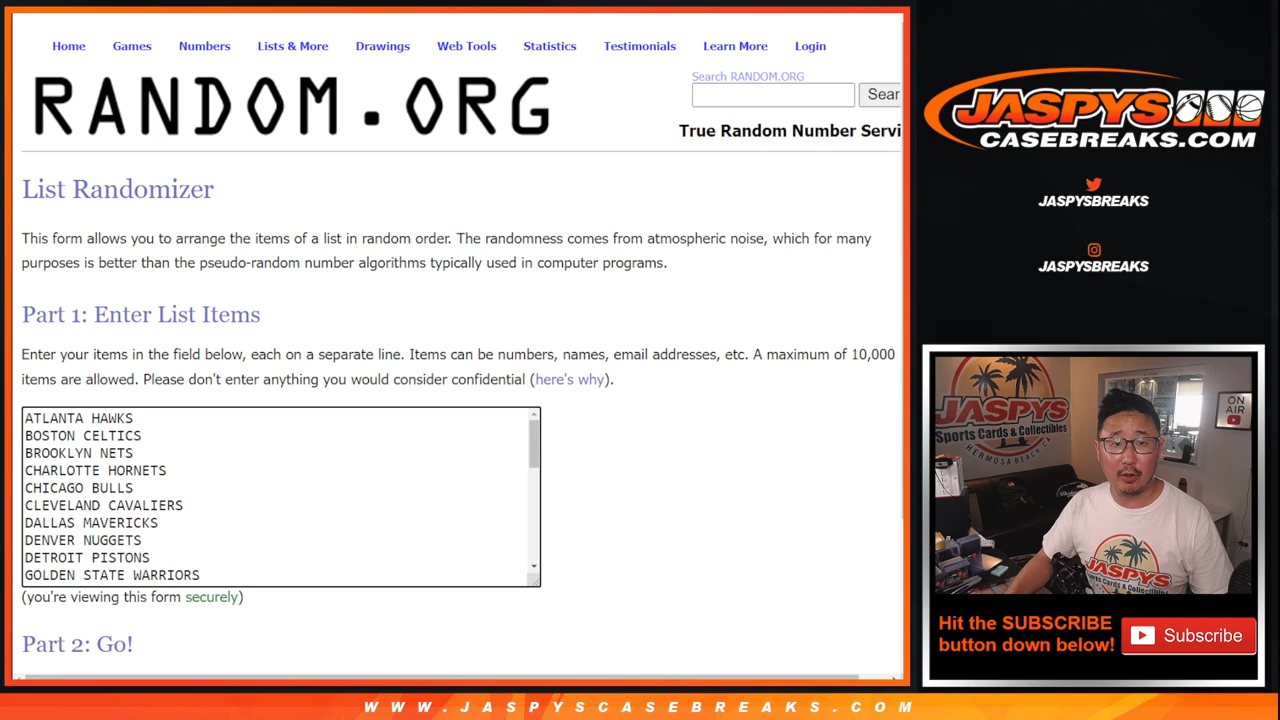 Home Games Numbers Lists & More Drawings Web Tools Statistics Testimonials Learn More Login
RANDOM.ORG
Search RANDOM.ORG
Sear
True Random Number Servi
List Randomizer
This form allows you to arrange the items of a list in random order. The randomness comes from atmospheric noise, which for many
purposes is better than the pseudo-random number algorithms typically used in computer programs.
Part 1: Enter List Items
Enter your items in the field below, each on a separate line. Items can be numbers, names, email addresses, etc. A maximum of 10,000
items are allowed. Please don't enter anything you would consider confidential (here's why).
ATLANTA HAWKS
BOSTON CELTICS
BROOKLYN NETS
CHARLOTTE HORNETS
CHICAGO BULLS
CLEVELAND CAVALIERS
DALLAS MAVERICKS
DENVER NUGGETS
DETROIT PISTONS
GOLDEN STATE WARRIORS
(you're viewing this form securely)
Part 2: Go!
JASPYS
CASEBREAKS.COM
JASPYSBREAKS
JASPYSBREAKS
JASPYS
Sports Cards & Collectibles
HERMOSA BEACH CA
ON
AIR
JASPYS
Hit the SUBSCRIBE
button down below!
Subscribe
WWW.JASPYSCASEBREAKS.COM